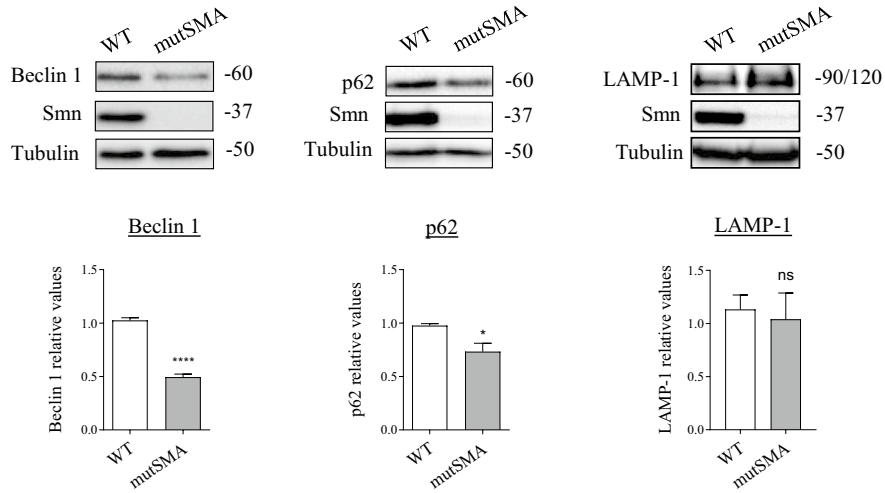 WT mutSMA
Beclin 1 -60
Smn -37
Tubulin -50
WT mutSMA
p62 -60
Smn -37
Tubulin -50
WT mutSMA
LAMP-1 -90/120
Smn -37
Tubulin -50
Beclin 1
Beclin 1 relative values
1.5
1.0
0.5
0.0
****
WT
mutSMA
p62
p62 relative values
1.5
1.0
0.5
0.0
*
WT
mutSMA
LAMP-1
LAMP-1 relative values
1.5
1.0
0.5
0.0
ns
WT
mutSMA